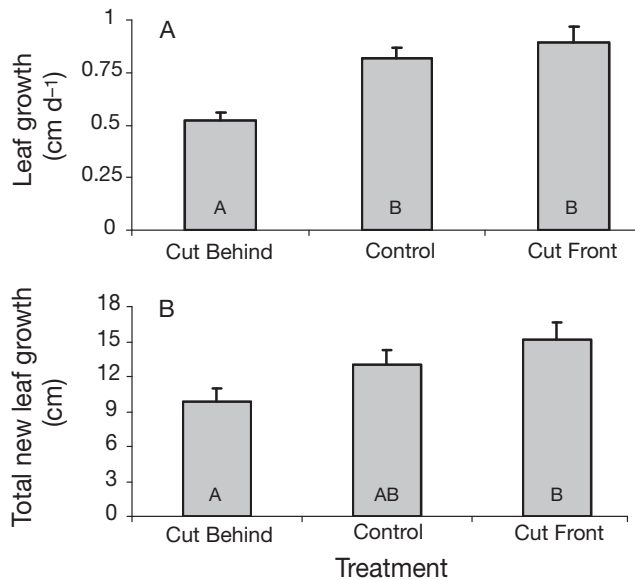 A
Leaf growth
(cm d⁻¹)
1
0.75
0.5
0.25
0
A
B
B
Cut Behind
Control
Cut Front
B
Total new leaf growth
(cm)
18
15
12
9
6
3
0
A
AB
B
Cut Behind
Control
Cut Front
Treatment